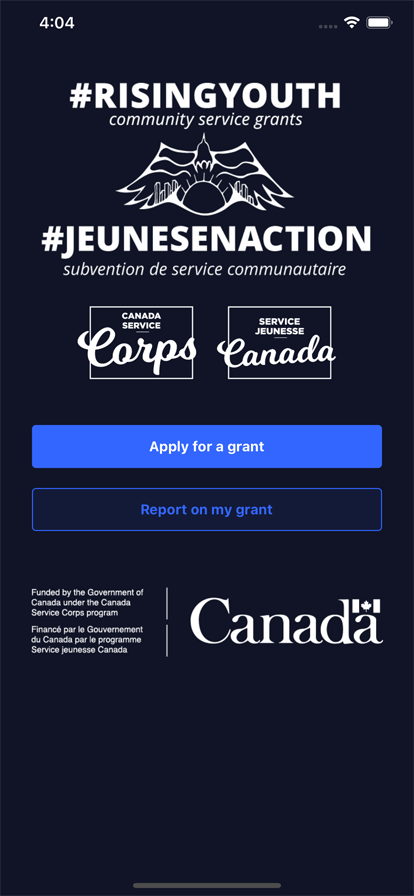 4:04
#RISINGYOUTH
community service grants
#JEUNESENACTION
subvention de service communautaire
CANADA
SERVICE
Corps
SERVICE
JEUNESSE
Canada
Apply for a grant
Report on my grant
Funded by the Government of
Canada under the Canada
Service Corps program
Financé par le Gouvernement
du Canada par le programme
Service jeunesse Canada
Canada